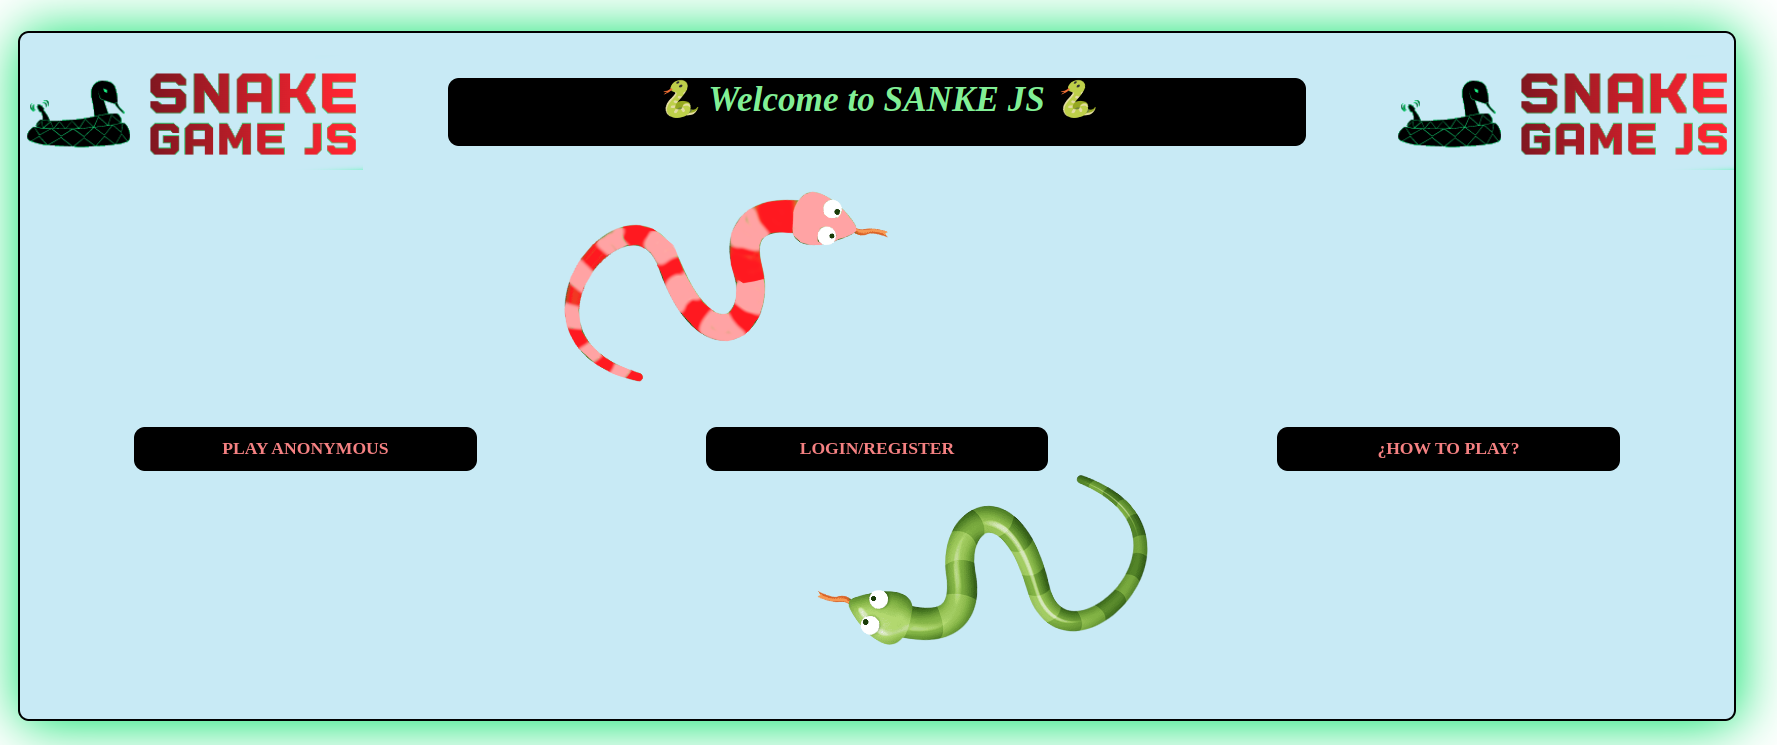 SNAKE
GAME JS
🐍 Welcome to SANKE JS 🐍
SNAKE
GAME JS
PLAY ANONYMOUS
LOGIN/REGISTER
¿HOW TO PLAY?